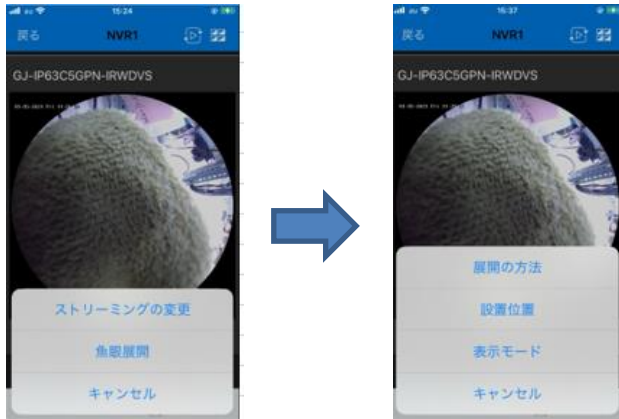 au 15:24
戻る NVR1
GJ-IP63C5GPN-IRWDVS
ストリーミングの変更
魚眼展開
キャンセル
au 15:37
戻る NVR1
GJ-IP63C5GPN-IRWDVS
展開の方法
設置位置
表示モード
キャンセル